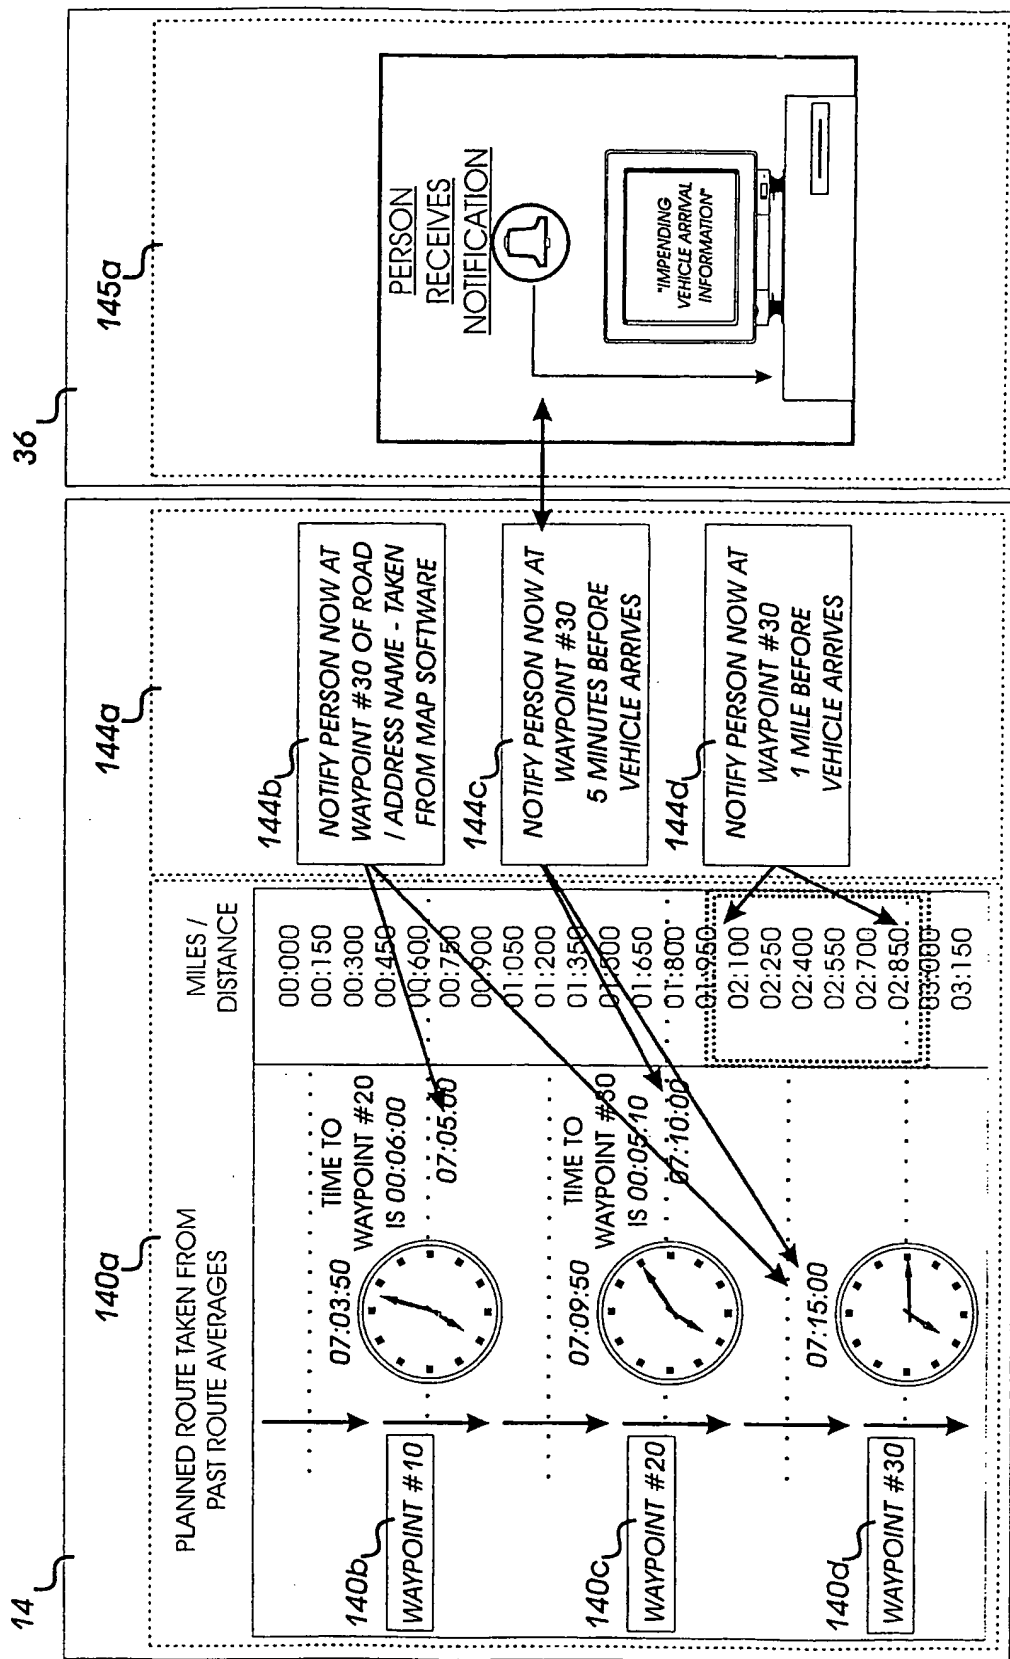 14
140a
144a
36
145a
PLANNED ROUTE TAKEN FROM
PAST ROUTE AVERAGES
MILES /
DISTANCE
140b
WAYPOINT #10
07:03:50
TIME TO
WAYPOINT #20
IS 00:06:00
07:05:00
140c
WAYPOINT #20
07:09:50
TIME TO
WAYPOINT #30
IS 00:05:10
07:10:00
140d
WAYPOINT #30
07:15:00
00:000
00:150
00:300
00:450
00:600
00:750
00:900
01:050
01:200
01:350
01:500
01:650
01:800
01:950
02:100
02:250
02:400
02:550
02:700
02:850
03:000
03:150
144b
NOTIFY PERSON NOW AT
WAYPOINT #30 OF ROAD
/ ADDRESS NAME - TAKEN
FROM MAP SOFTWARE
144c
NOTIFY PERSON NOW AT
WAYPOINT #30
5 MINUTES BEFORE
VEHICLE ARRIVES
144d
NOTIFY PERSON NOW AT
WAYPOINT #30
1 MILE BEFORE
VEHICLE ARRIVES
PERSON
RECEIVES
NOTIFICATION
"IMPENDING
VEHICLE ARRIVAL
INFORMATION"